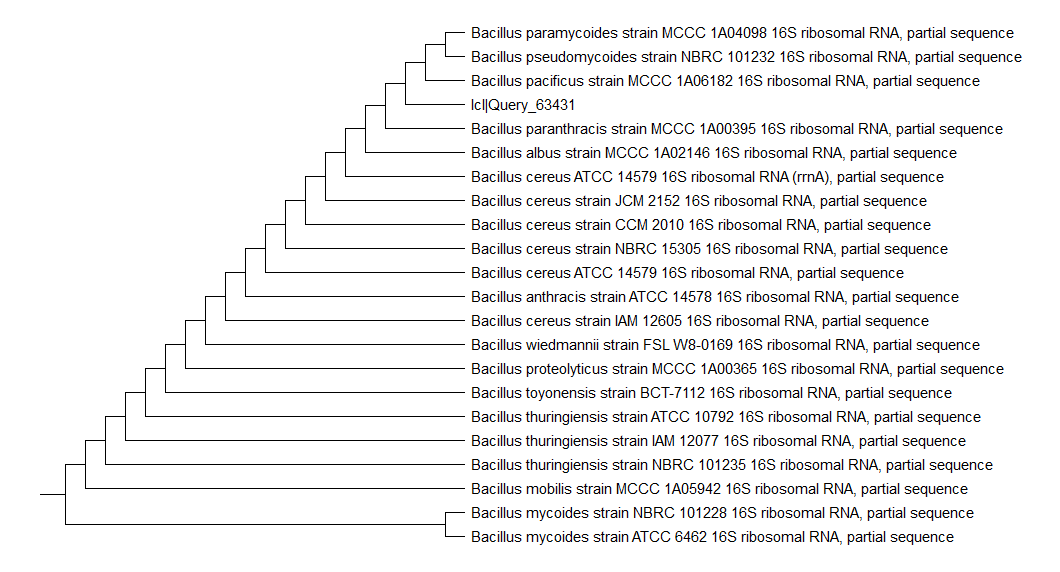 Bacillus paramycoides strain MCCC 1A04098 16S ribosomal RNA, partial sequence
Bacillus pseudomycoides strain NBRC 101232 16S ribosomal RNA, partial sequence
Bacillus pacificus strain MCCC 1A06182 16S ribosomal RNA, partial sequence
lcl|Query_63431
Bacillus paranthracis strain MCCC 1A00395 16S ribosomal RNA, partial sequence
Bacillus albus strain MCCC 1A02146 16S ribosomal RNA, partial sequence
Bacillus cereus ATCC 14579 16S ribosomal RNA (rrnA), partial sequence
Bacillus cereus strain JCM 2152 16S ribosomal RNA, partial sequence
Bacillus cereus strain CCM 2010 16S ribosomal RNA, partial sequence
Bacillus cereus strain NBRC 15305 16S ribosomal RNA, partial sequence
Bacillus cereus ATCC 14579 16S ribosomal RNA, partial sequence
Bacillus anthracis strain ATCC 14578 16S ribosomal RNA, partial sequence
Bacillus cereus strain IAM 12605 16S ribosomal RNA, partial sequence
Bacillus wiedmannii strain FSL W8-0169 16S ribosomal RNA, partial sequence
Bacillus proteolyticus strain MCCC 1A00365 16S ribosomal RNA, partial sequence
Bacillus toyonensis strain BCT-7112 16S ribosomal RNA, partial sequence
Bacillus thuringiensis strain ATCC 10792 16S ribosomal RNA, partial sequence
Bacillus thuringiensis strain IAM 12077 16S ribosomal RNA, partial sequence
Bacillus thuringiensis strain NBRC 101235 16S ribosomal RNA, partial sequence
Bacillus mobilis strain MCCC 1A05942 16S ribosomal RNA, partial sequence
Bacillus mycoides strain NBRC 101228 16S ribosomal RNA, partial sequence
Bacillus mycoides strain ATCC 6462 16S ribosomal RNA, partial sequence